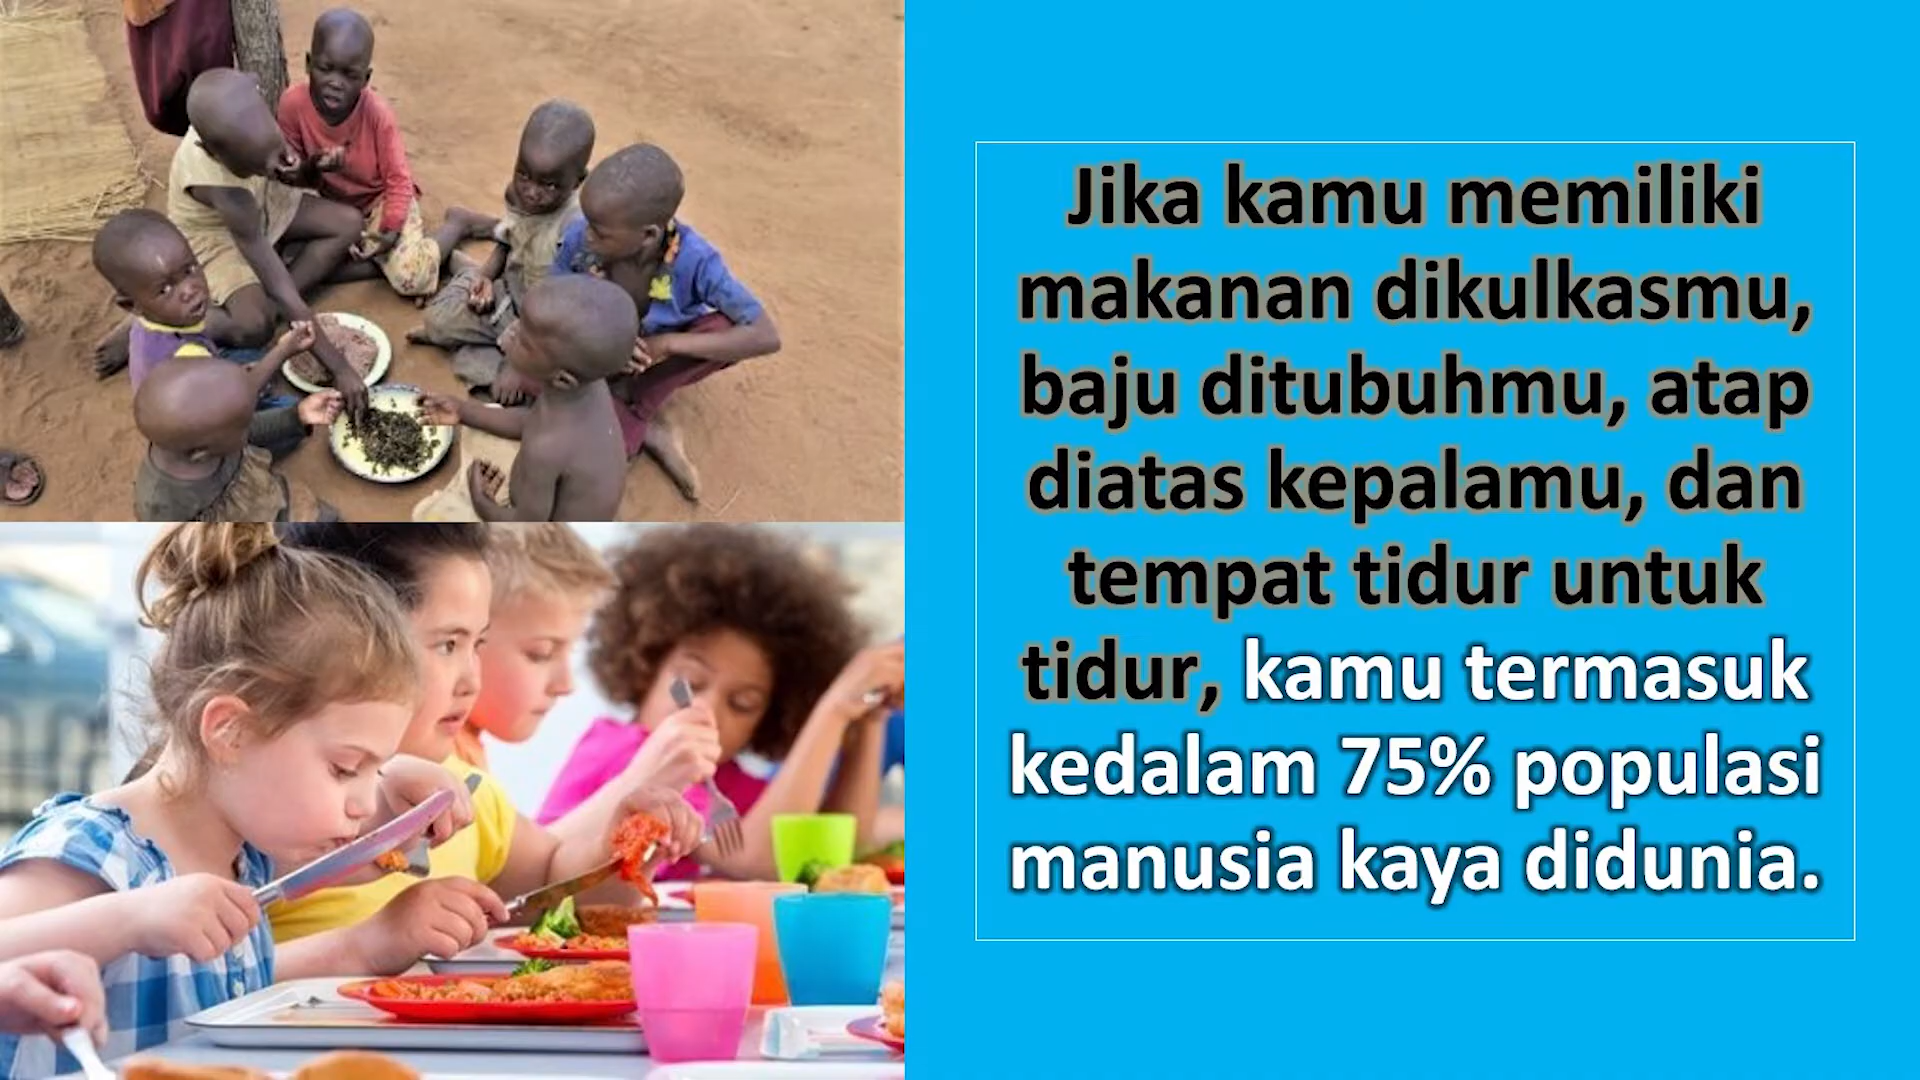 Jika kamu memiliki
makanan dikulkasmu,
baju ditubuhmu, atap
diatas kepalamu, dan
tempat tidur untuk
tidur, kamu termasuk
kedalam 75% populasi
manusia kaya didunia.